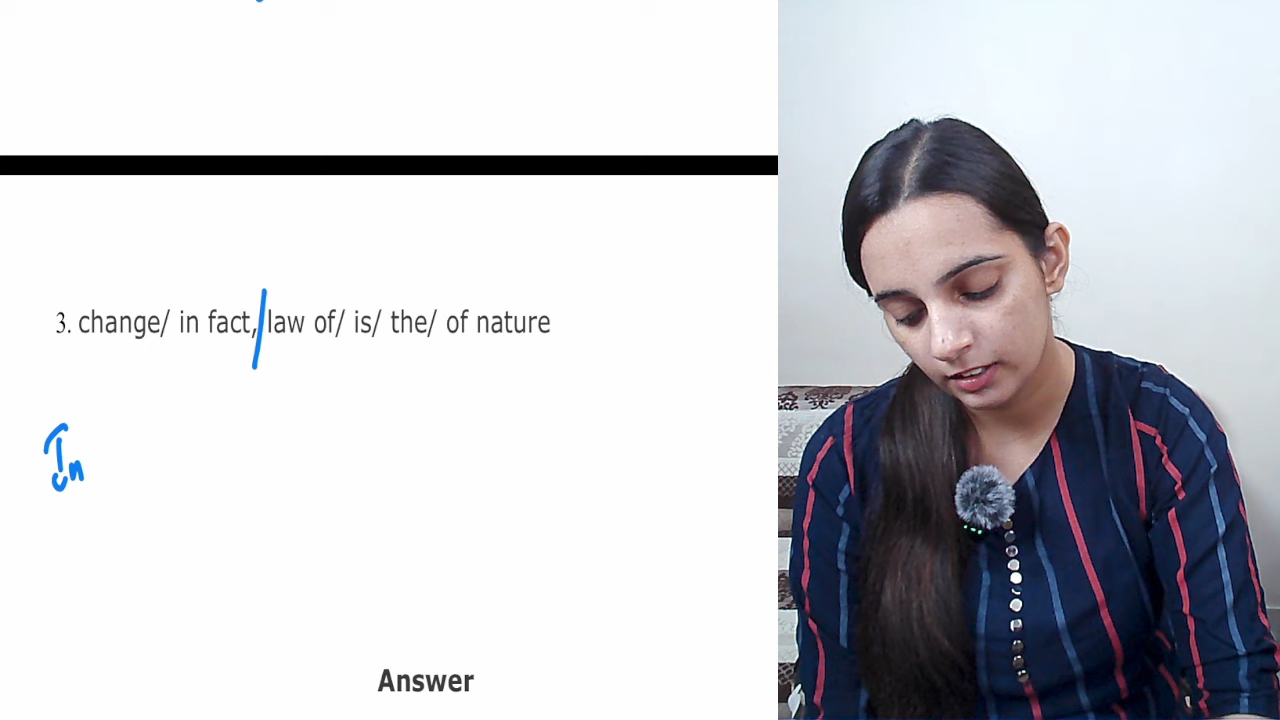 3. change/ in fact,/ law of/ is/ the/ of nature
In
Answer